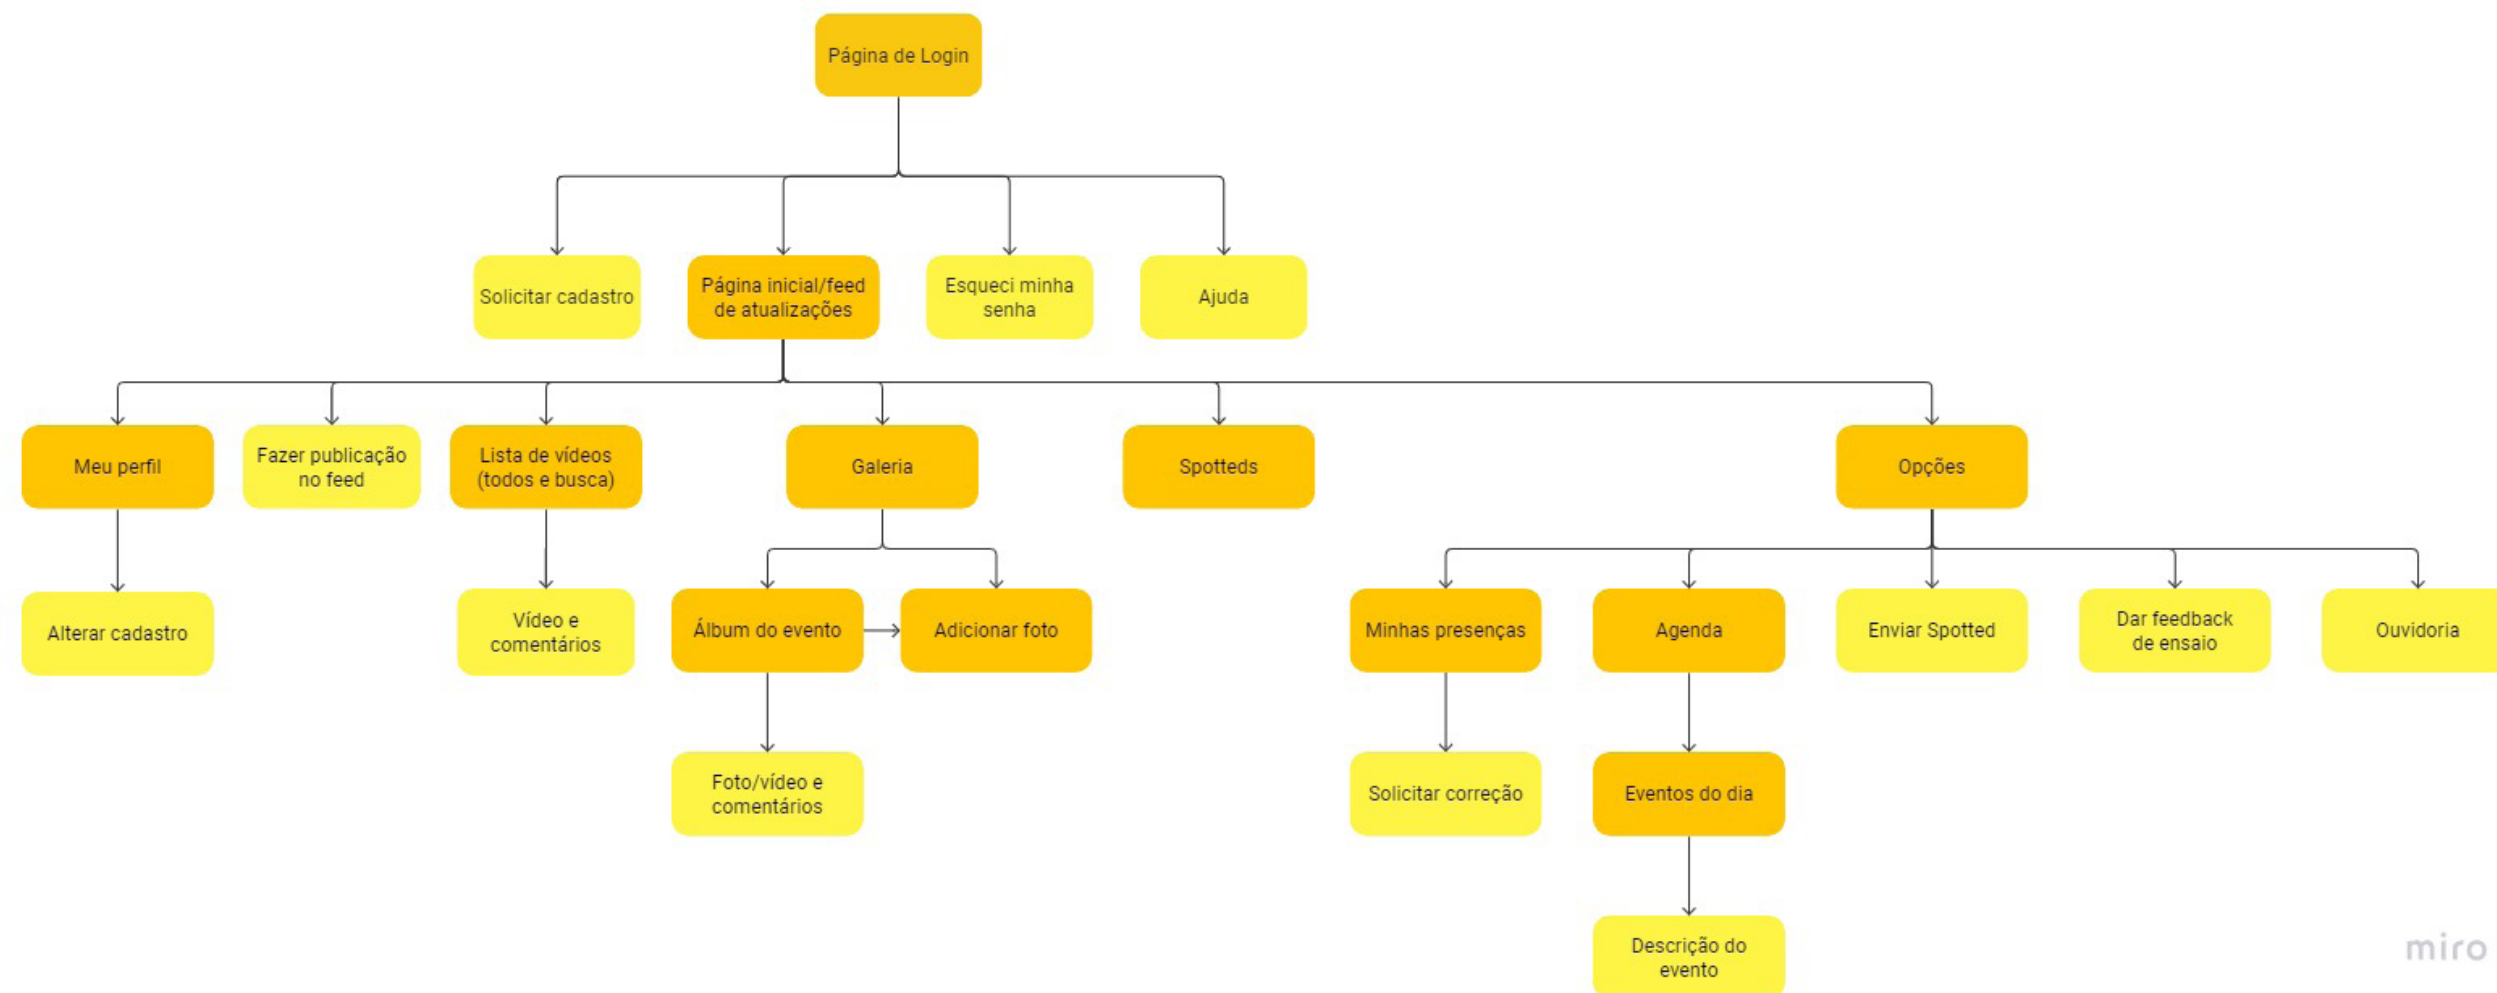 Página de Login
Solicitar cadastro
Página inicial/feed
de atualizações
Esqueci minha
senha
Ajuda
Meu perfil
Fazer publicação
no feed
Lista de vídeos
(todos e busca)
Galeria
Spotteds
Opções
Alterar cadastro
Vídeo e
comentários
Álbum do evento
Adicionar foto
Minhas presenças
Agenda
Enviar Spotted
Dar feedback
de ensaio
Ouvidoria
Foto/vídeo e
comentários
Solicitar correção
Eventos do dia
Descrição do
evento
miro